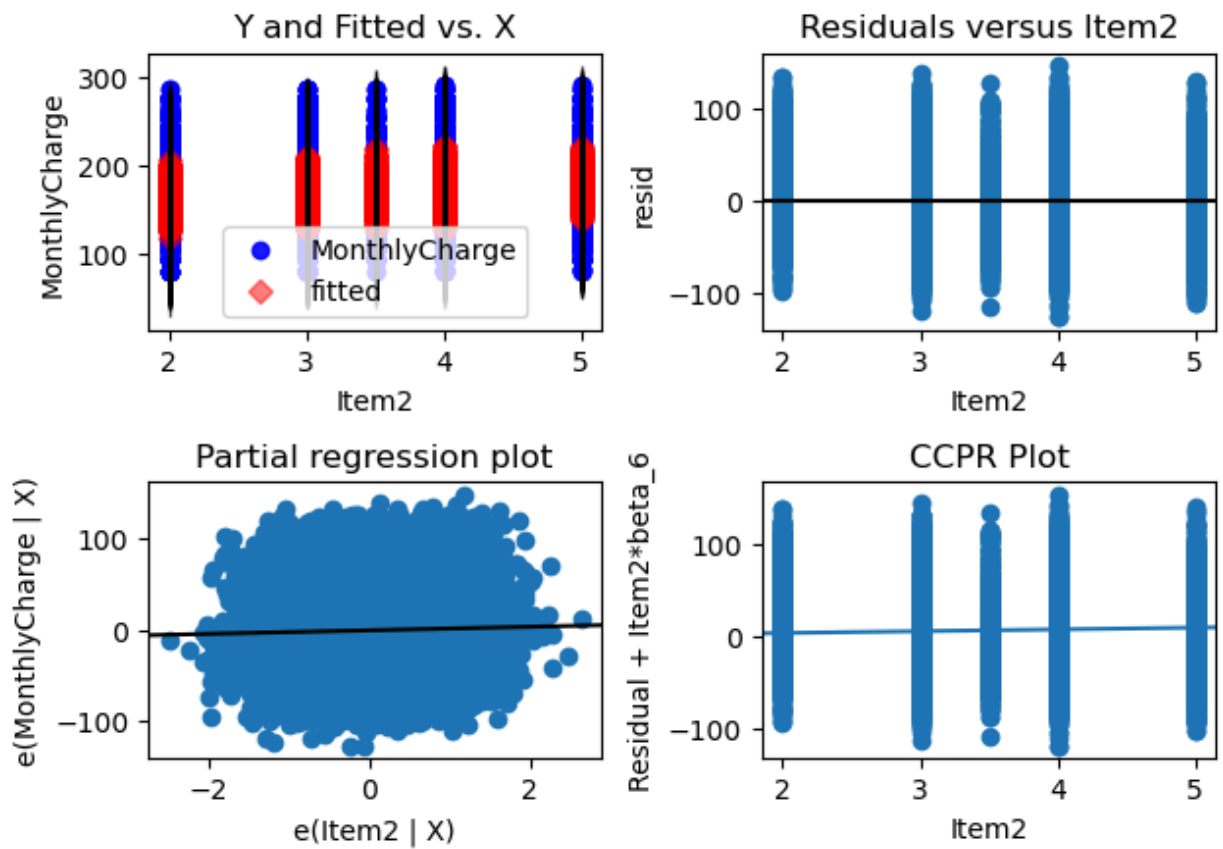 Y and Fitted vs. X
MonthlyCharge
300
200
100
MonthlyCharge
fitted
2
3
4
5
Item2
Residuals versus Item2
resid
100
0
−100
2
3
4
5
Item2
Partial regression plot
e(MonthlyCharge | X)
100
0
−100
−2
0
2
e(Item2 | X)
CCPR Plot
Residual + Item2*beta_6
100
0
−100
2
3
4
5
Item2